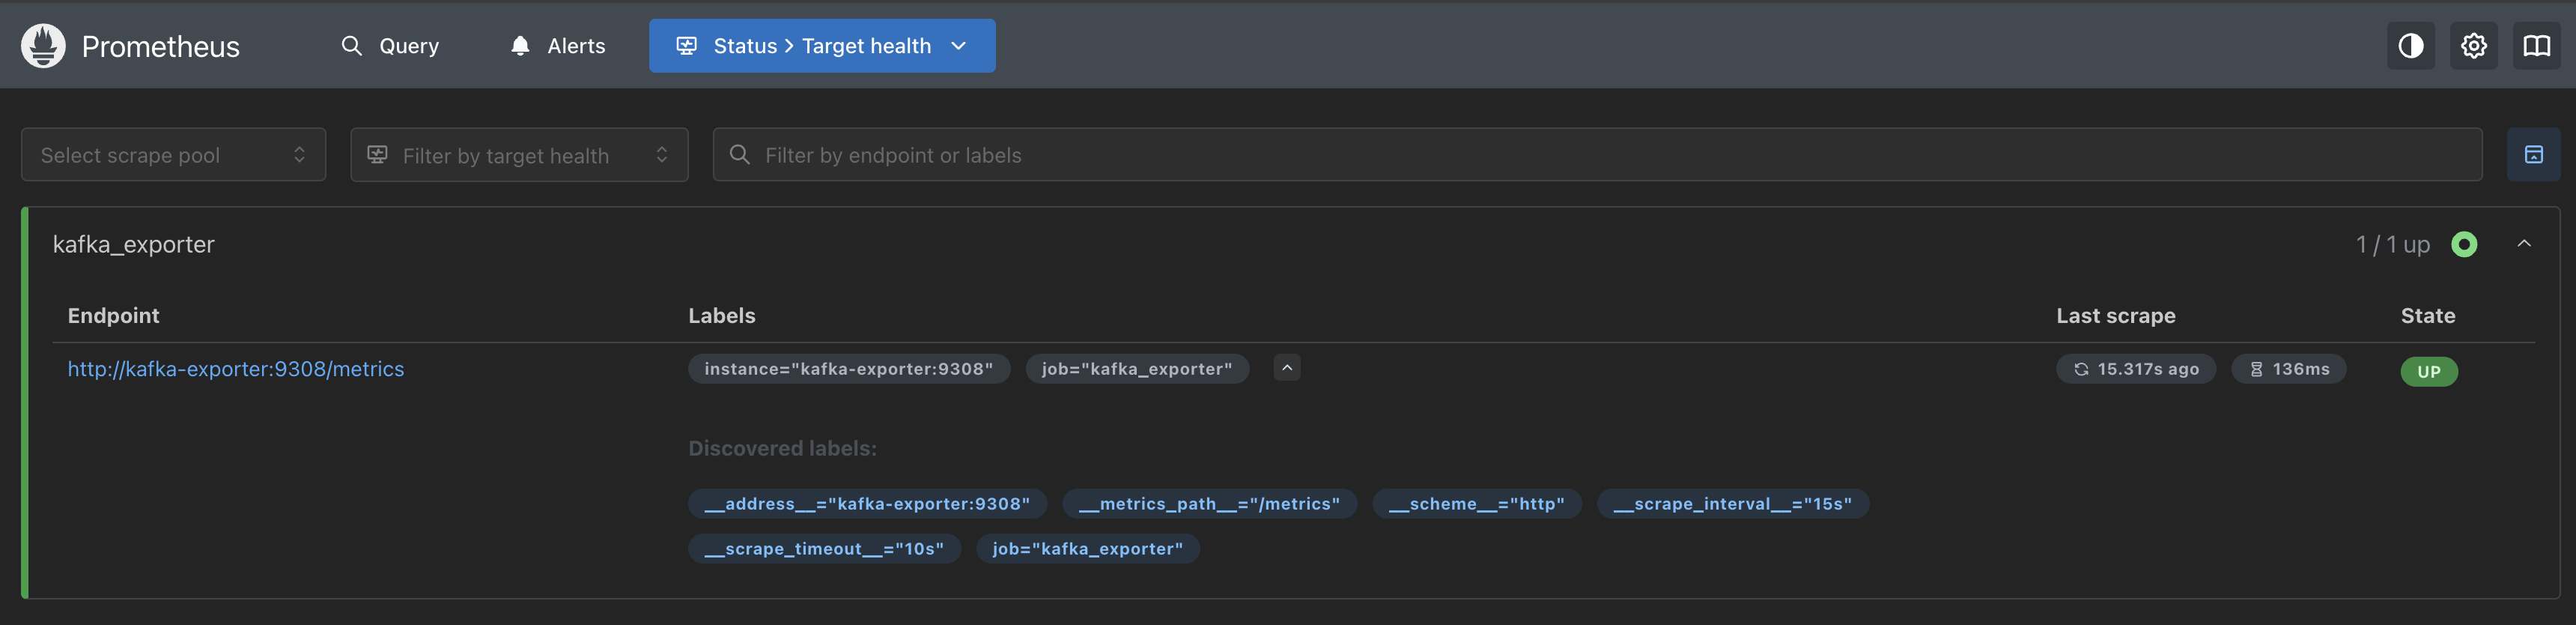 Prometheus Query Alerts Status > Target health
Select scrape pool Filter by target health Filter by endpoint or labels
kafka_exporter 1 / 1 up
Endpoint Labels Last scrape State
http://kafka-exporter:9308/metrics instance="kafka-exporter:9308" job="kafka_exporter" 15.317s ago 136ms UP
Discovered labels:
__address__="kafka-exporter:9308" __metrics_path__="/metrics" __scheme__="http" __scrape_interval__="15s"
__scrape_timeout__="10s" job="kafka_exporter"